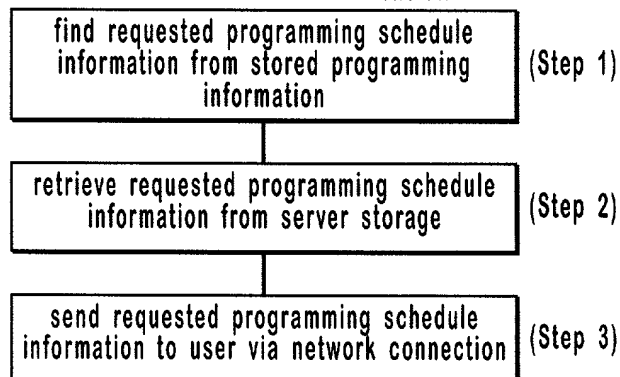 find requested programming schedule
information from stored programming
information
(Step 1)
retrieve requested programming schedule
information from server storage
(Step 2)
send requested programming schedule
information to user via network connection
(Step 3)